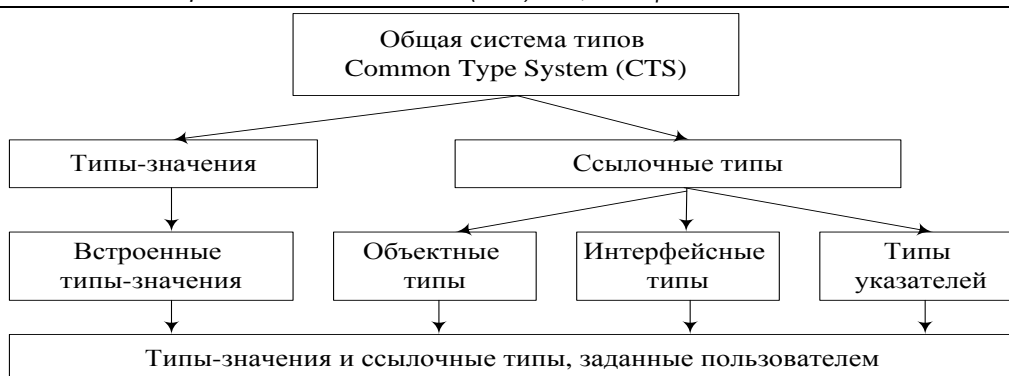 Общая система типов
Common Type System (CTS)
Типы-значения
Ссылочные типы
Встроенные
типы-значения
Объектные
типы
Интерфейсные
типы
Типы
указателей
Типы-значения и ссылочные типы, заданные пользователем